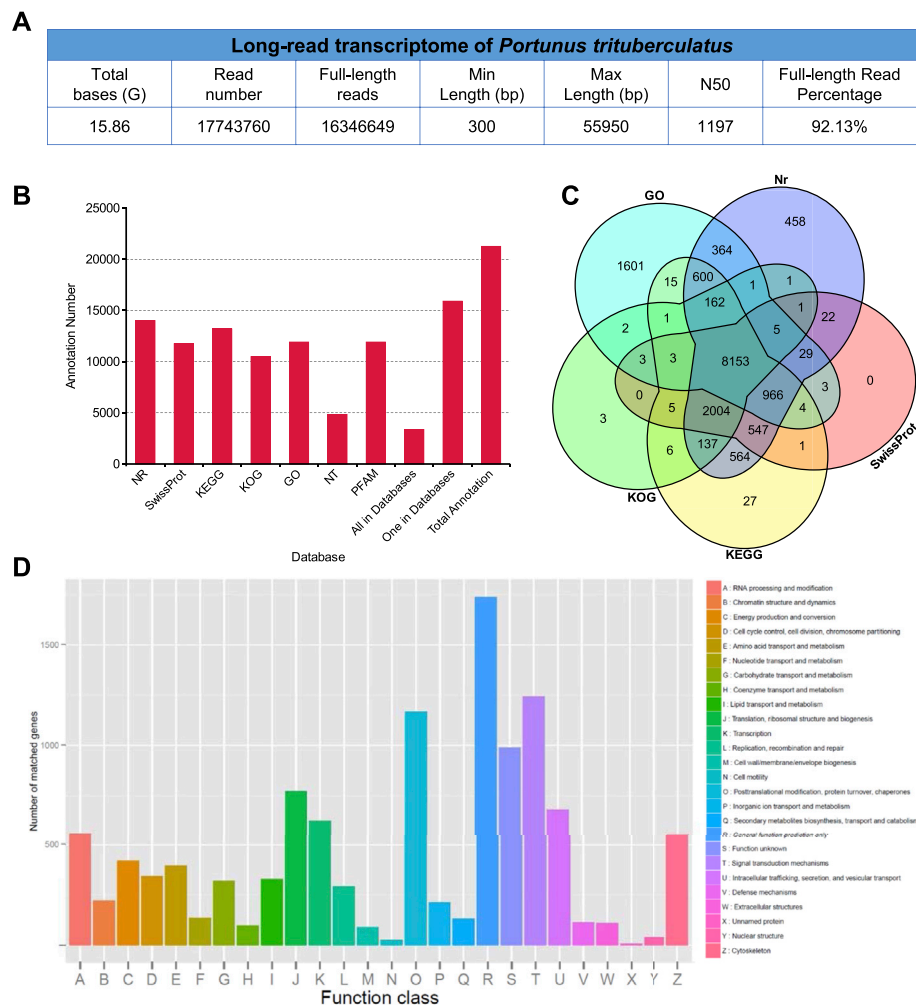 A
Long-read transcriptome of Portunus trituberculatus
Total bases (G)
Read number
Full-length reads
Min Length (bp)
Max Length (bp)
N50
Full-length Read Percentage
15.86
17743760
16346649
300
55950
1197
92.13%
B
25000
20000
15000
10000
5000
0
Annotation Number
NR
SwissProt
KEGG
KOG
GO
NT
PFAM
All in Databases
One in Databases
Total Annotation
Database
C
GO
Nr
SwissProt
KEGG
KOG
458
364
1601
15
600
1
1
162
1
22
2
1
5
3
3
8153
29
0
3
0
966
3
5
2004
4
547
6
137
564
1
27
D
1500
1000
500
Number of matched genes
A B C D E F G H I J K L M N O P Q R S T U V W X Y Z
Function class
A : RNA processing and modification
B : Chromatin structure and dynamics
C : Energy production and conversion
D : Cell cycle control, cell division, chromosome partitioning
E : Amino acid transport and metabolism
F : Nucleotide transport and metabolism
G : Carbohydrate transport and metabolism
H : Coenzyme transport and metabolism
I : Lipid transport and metabolism
J : Translation, ribosomal structure and biogenesis
K : Transcription
L : Replication, recombination and repair
M : Cell wall/membrane/envelope biogenesis
N : Cell motility
O : Posttranslational modification, protein turnover, chaperones
P : Inorganic ion transport and metabolism
Q : Secondary metabolites biosynthesis, transport and catabolism
R : General function prediction only
S : Function unknown
T : Signal transduction mechanisms
U : Intracellular trafficking, secretion, and vesicular transport
V : Defense mechanisms
W : Extracellular structures
X : Unnamed protein
Y : Nuclear structure
Z : Cytoskeleton